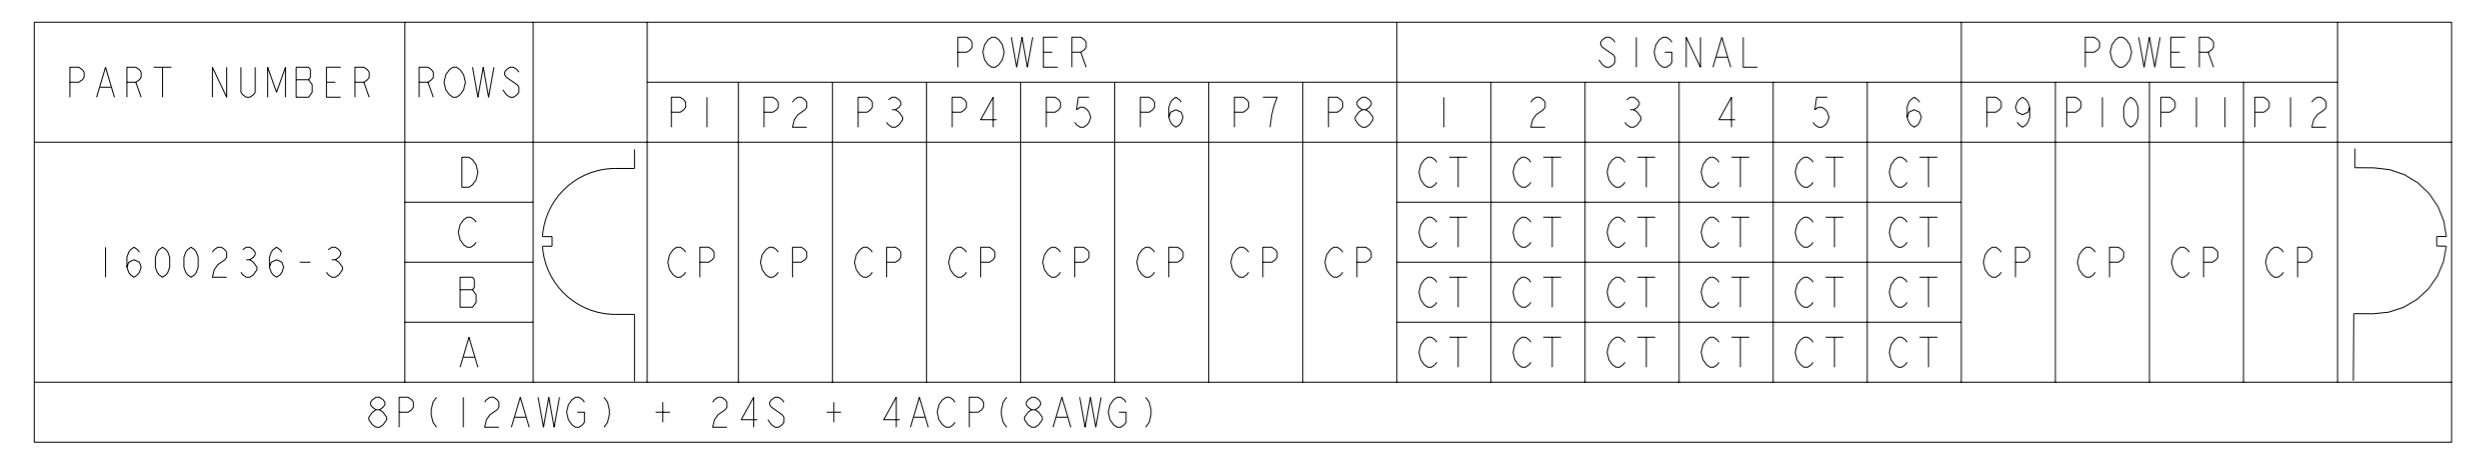 PART NUMBER ROWS POWER SIGNAL POWER
P1 P2 P3 P4 P5 P6 P7 P8 1 2 3 4 5 6 P9 P10 P11 P12
D CT CT CT CT CT CT
C CT CT CT CT CT CT
1600236-3 CP CP CP CP CP CP CP CP CP CP CP CP
B CT CT CT CT CT CT
A CT CT CT CT CT CT
8P(12AWG) + 24S + 4ACP(8AWG)